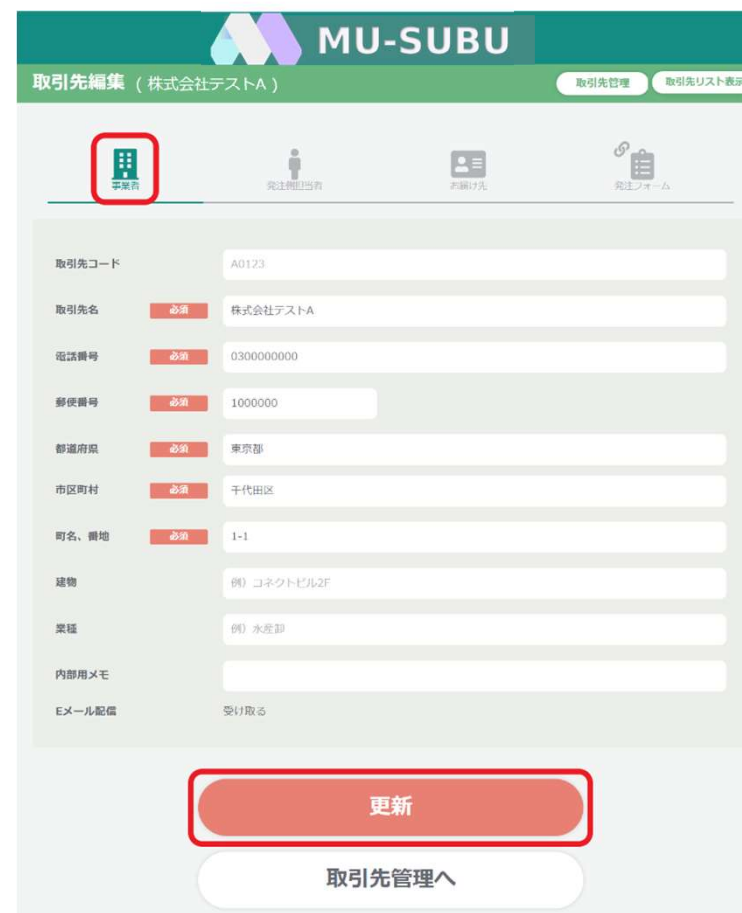 MU-SUBU
取引先編集 ( 株式会社テストA ) 取引先管理 取引先リスト表示
事業者 発注側担当者 お届け先 発注フォーム
取引先コード A0123
取引先名 必須 株式会社テストA
電話番号 必須 0300000000
郵便番号 必須 1000000
都道府県 必須 東京都
市区町村 必須 千代田区
町名、番地 必須 1-1
建物 例）コネクトビル2F
業種 例）水産卸
内部用メモ
Eメール配信 受け取る
更新
取引先管理へ